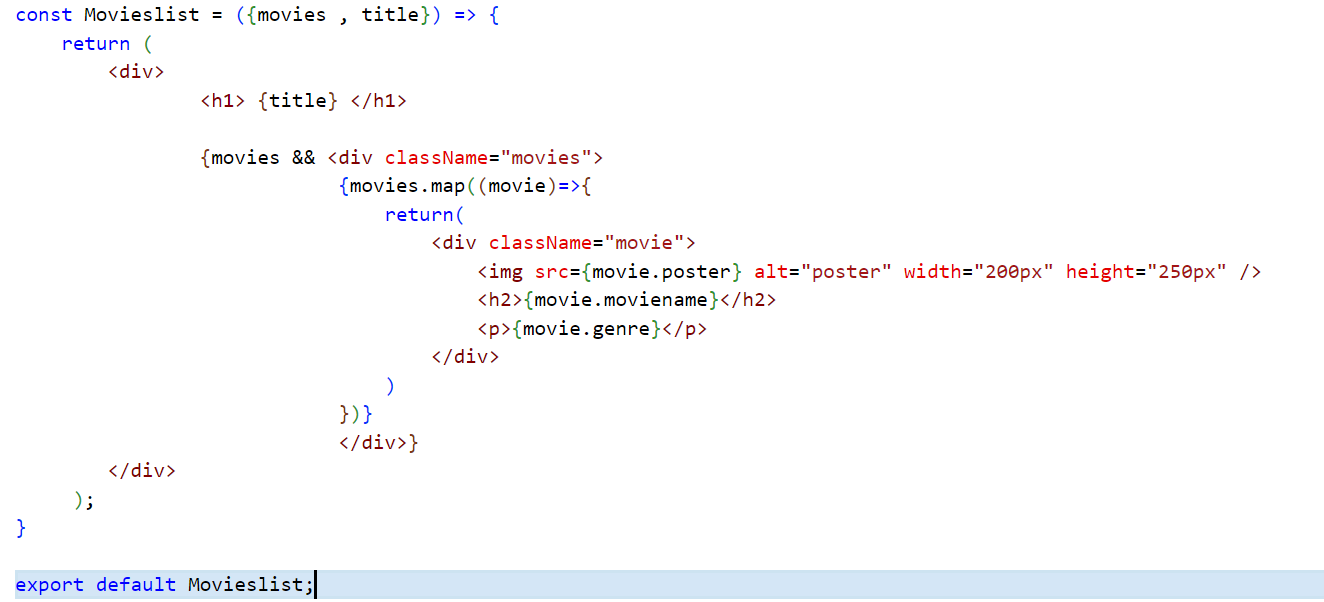 const Movieslist = ({movies , title}) => {
return (
<div>
<h1> {title} </h1>
{movies && <div className="movies">
{movies.map((movie)=>{
return(
<div className="movie">
<img src={movie.poster} alt="poster" width="200px" height="250px" />
<h2>{movie.moviename}</h2>
<p>{movie.genre}</p>
</div>
)
})}
</div>}
</div>
);
}
export default Movieslist;